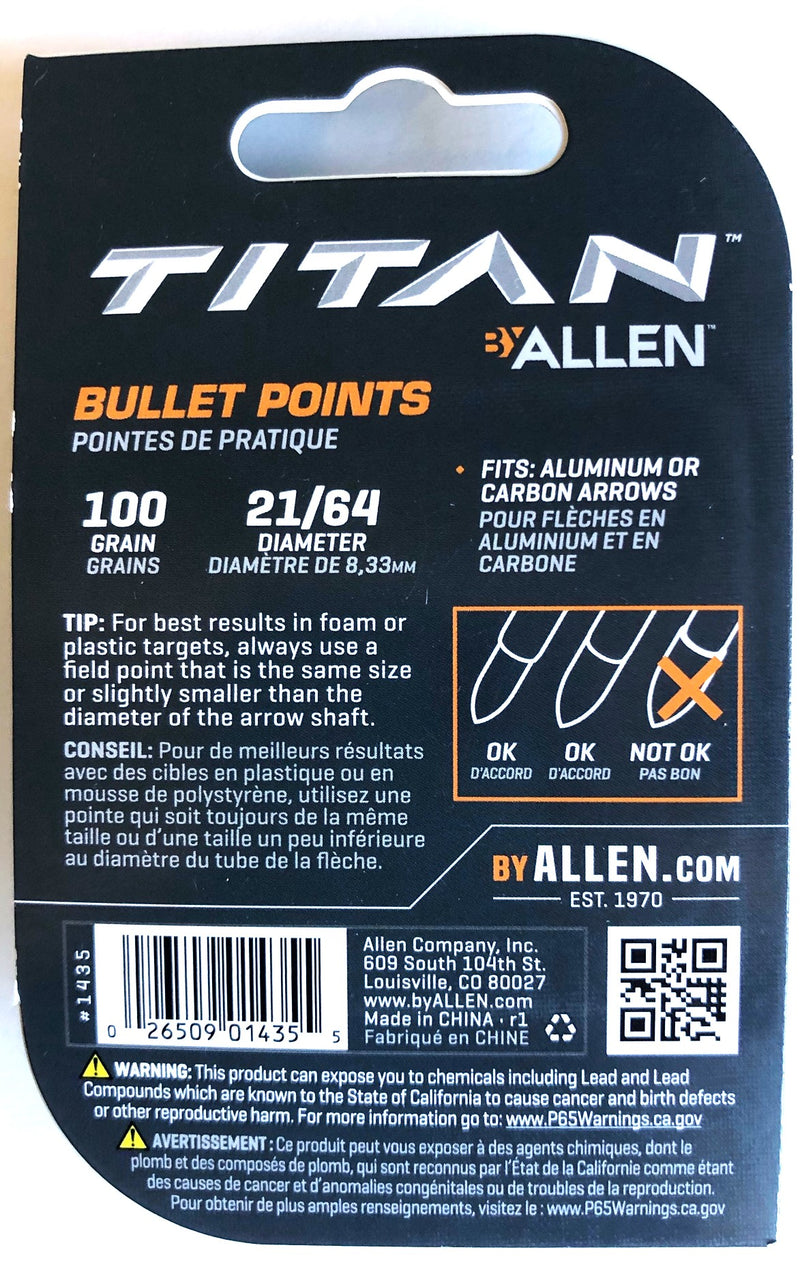 TITAN™
BY ALLEN™
BULLET POINTS
POINTES DE PRATIQUE
100
GRAIN
GRAINS
21/64
DIAMETER
DIAMÈTRE DE 8,33MM
• FITS: ALUMINUM OR
CARBON ARROWS
POUR FLÈCHES EN
ALUMINIUM ET EN
CARBONE
TIP: For best results in foam or
plastic targets, always use a
field point that is the same size
or slightly smaller than the
diameter of the arrow shaft.
CONSEIL: Pour de meilleurs résultats
avec des cibles en plastique ou en
mousse de polystyrène, utilisez une
pointe qui soit toujours de la même
taille ou d'une taille un peu inférieure
au diamètre du tube de la flèche.
OK
D'ACCORD
OK
D'ACCORD
NOT OK
PAS BON
BY ALLEN.COM
EST. 1970
#1435
0 26509 01435 5
Allen Company, Inc.
609 South 104th St.
Louisville, CO 80027
www.byALLEN.com
Made in CHINA · r1
Fabriqué en CHINE
WARNING: This product can expose you to chemicals including Lead and Lead
Compounds which are known to the State of California to cause cancer and birth defects
or other reproductive harm. For more information go to: www.P65Warnings.ca.gov
AVERTISSEMENT : Ce produit peut vous exposer à des agents chimiques, dont le
plomb et des composés de plomb, qui sont reconnus par l'État de la Californie comme étant
des causes de cancer et d'anomalies congénitales ou de troubles de la reproduction.
Pour obtenir de plus amples renseignements, visitez le : www.P65Warnings.ca.gov